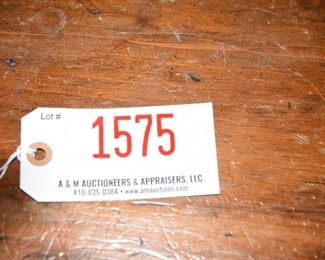 Lot #
1575
A & M AUCTIONEERS & APPRAISERS, LLC
410-835-0384 • www.amauctions.com